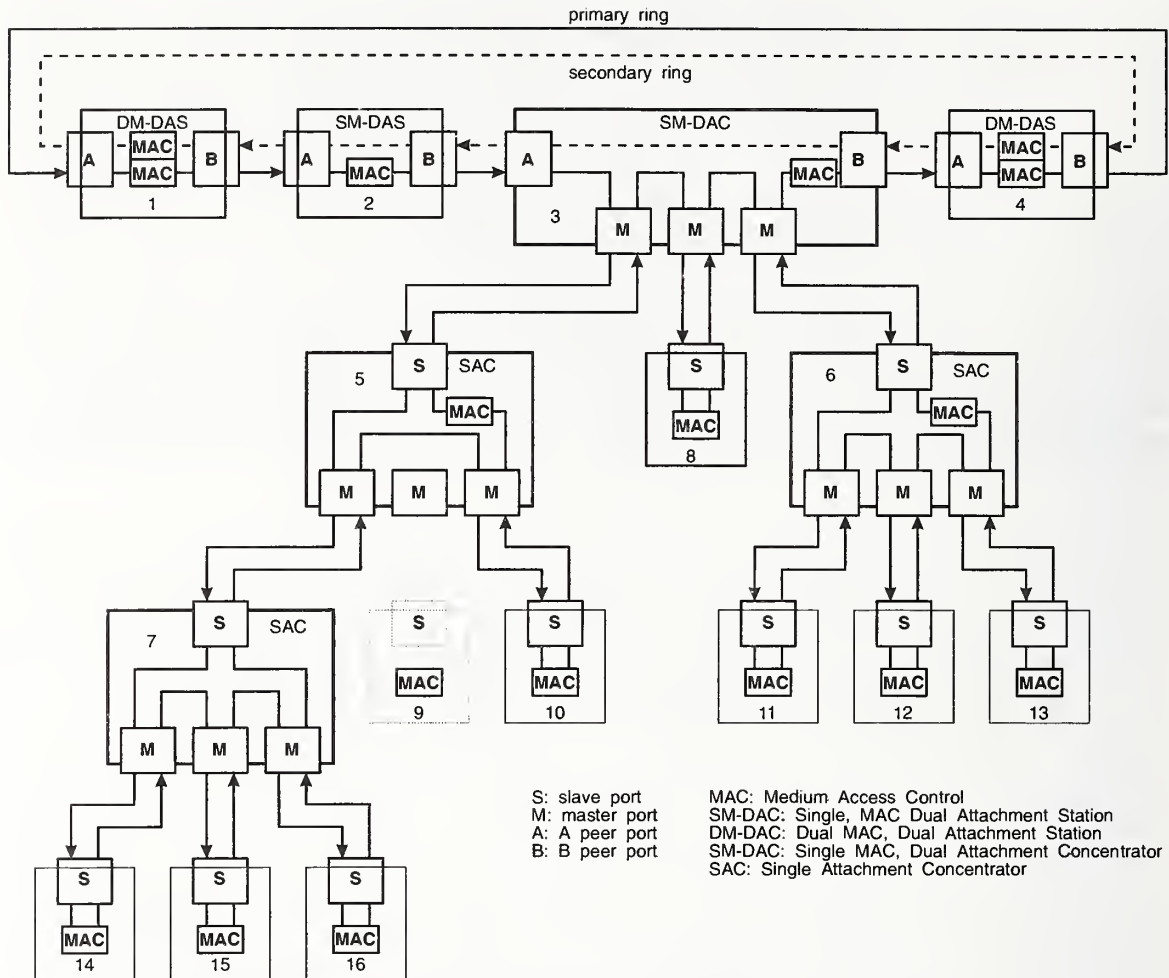 primary ring
secondary ring
DM-DAS
SM-DAS
SM-DAC
DM-DAS
A
MAC
MAC
B
A
MAC
B
A
MAC
B
A
MAC
MAC
B
1
2
3
4
M
M
M
5
S
SAC
MAC
S
MAC
8
6
S
SAC
MAC
M
M
M
M
M
M
7
S
SAC
S
MAC
9
S
MAC
10
S
MAC
11
S
MAC
12
S
MAC
13
M
M
M
S: slave port
M: master port
A: A peer port
B: B peer port
MAC: Medium Access Control
SM-DAC: Single, MAC Dual Attachment Station
DM-DAC: Dual MAC, Dual Attachment Station
SM-DAC: Single MAC, Dual Attachment Concentrator
SAC: Single Attachment Concentrator
S
MAC
14
S
MAC
15
S
MAC
16